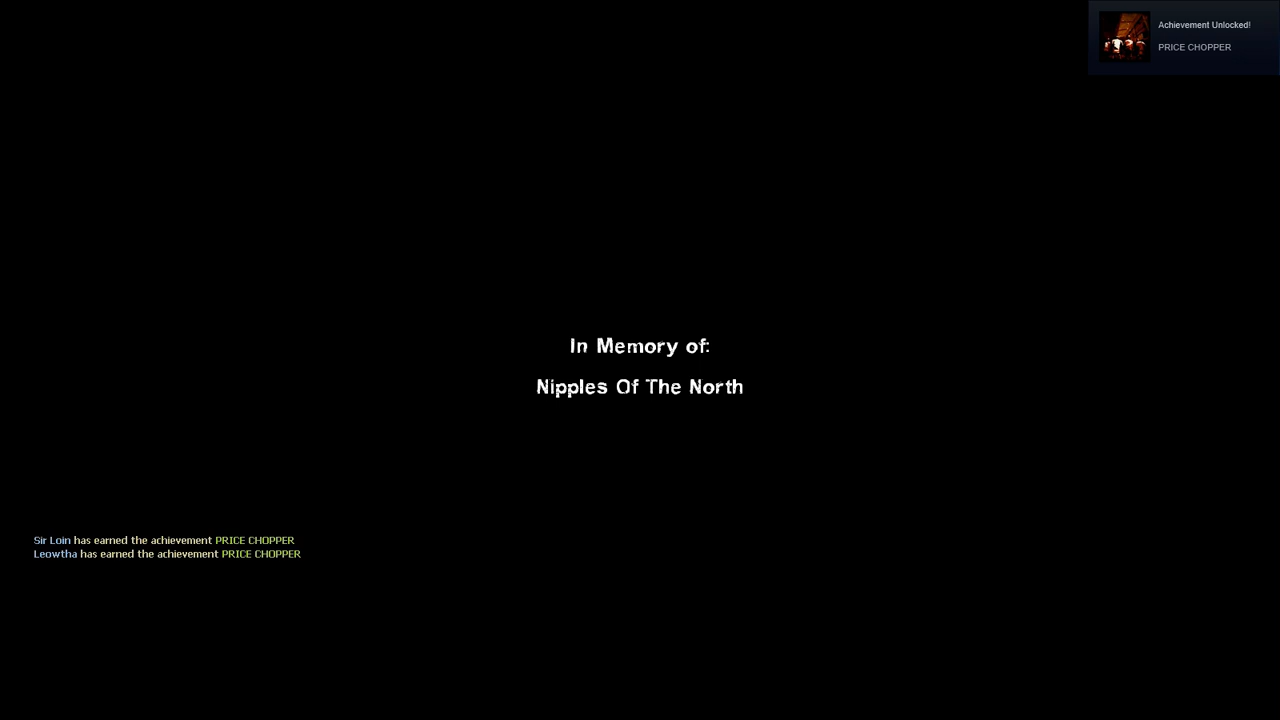 Achievement Unlocked!
PRICE CHOPPER
In Memory of:
Nipples Of The North
Sir Loin has earned the achievement PRICE CHOPPER
Leowtha has earned the achievement PRICE CHOPPER